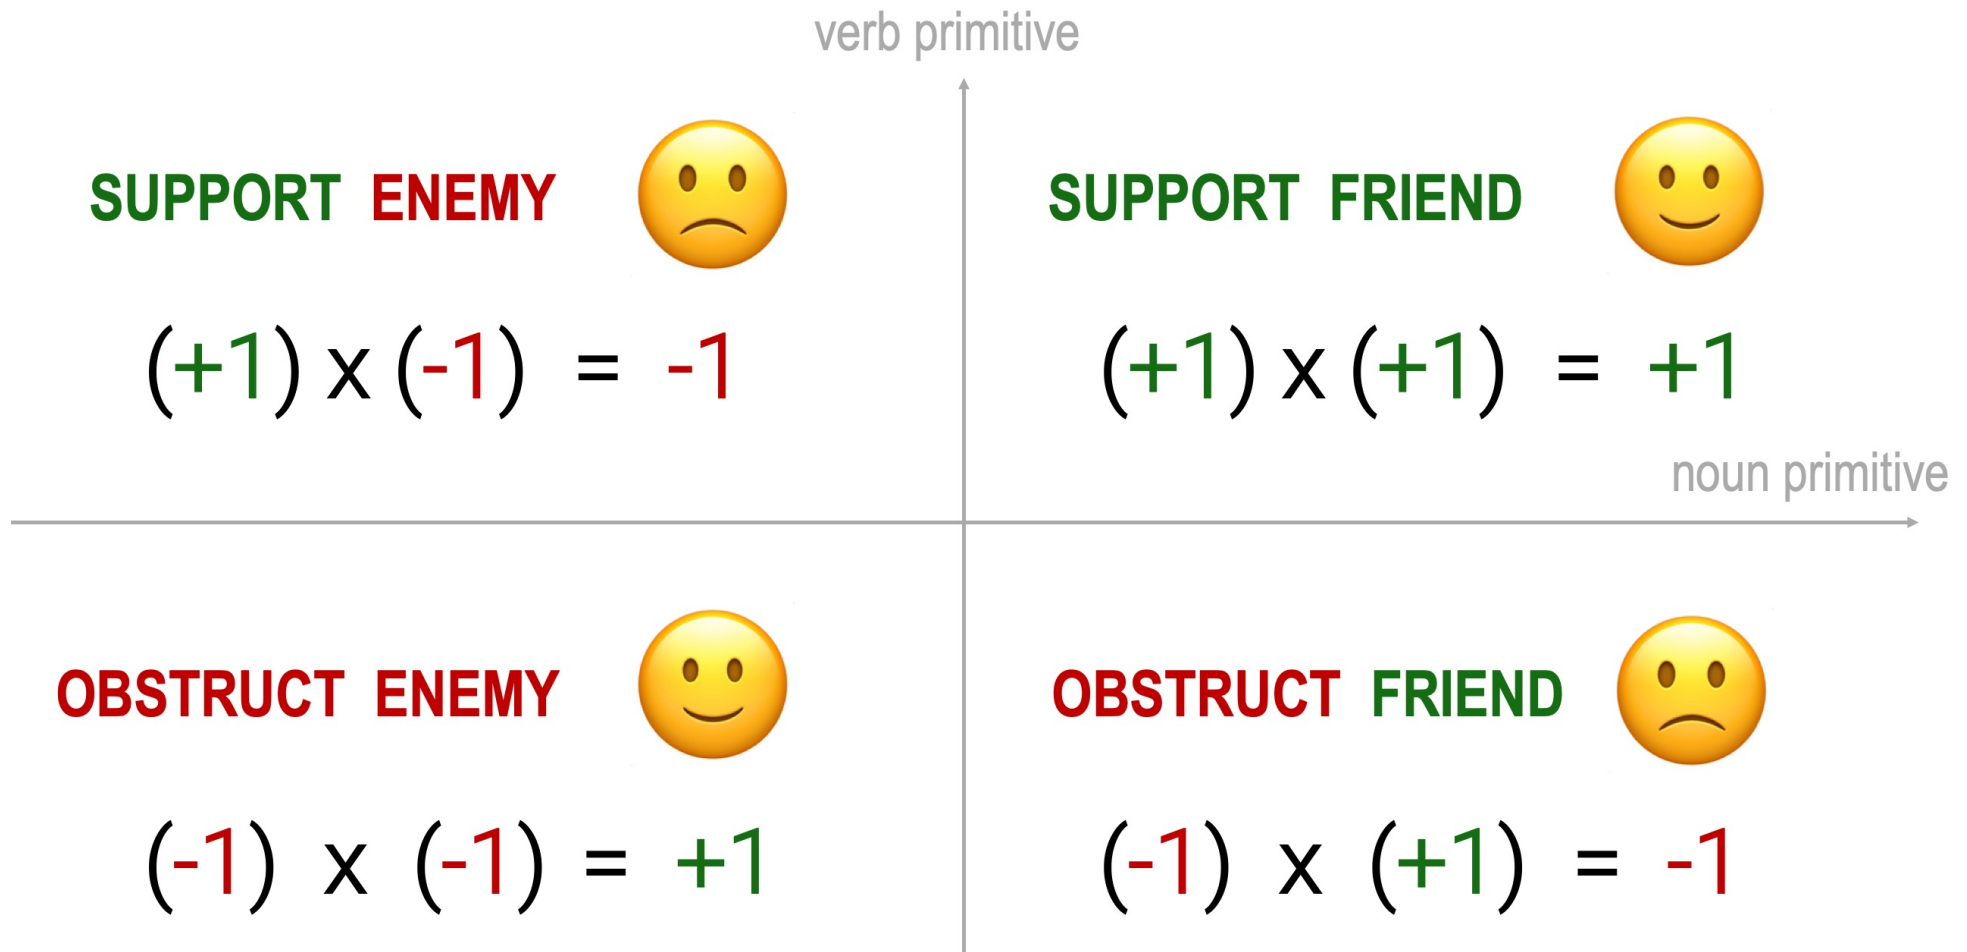 verb primitive
SUPPORT ENEMY
(+1) x (-1) = -1
SUPPORT FRIEND
(+1) x (+1) = +1
noun primitive
OBSTRUCT ENEMY
(-1) x (-1) = +1
OBSTRUCT FRIEND
(-1) x (+1) = -1